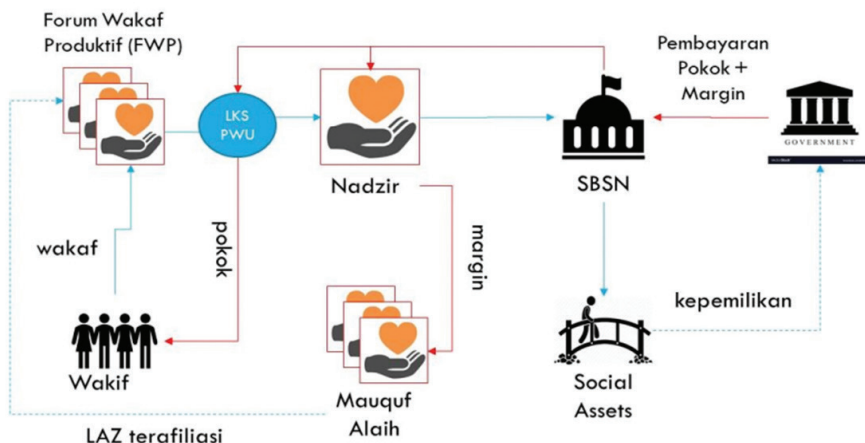 Forum Wakaf
Produktif (FWP)
LKS
PWU
Nadzir
SBSN
Pembayaran
Pokok +
Margin
GOVERNMENT
wakaf
pokok
margin
kepemilikan
Wakif
Mauquf
Alaih
Social
Assets
LAZ terafiliasi